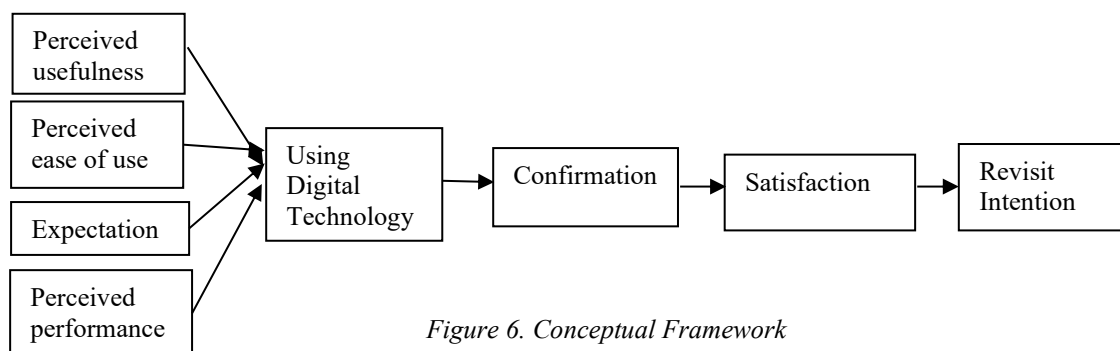 Perceived
usefulness
Perceived
ease of use
Expectation
Perceived
performance
Using
Digital
Technology
Confirmation
Satisfaction
Revisit
Intention
Figure 6. Conceptual Framework